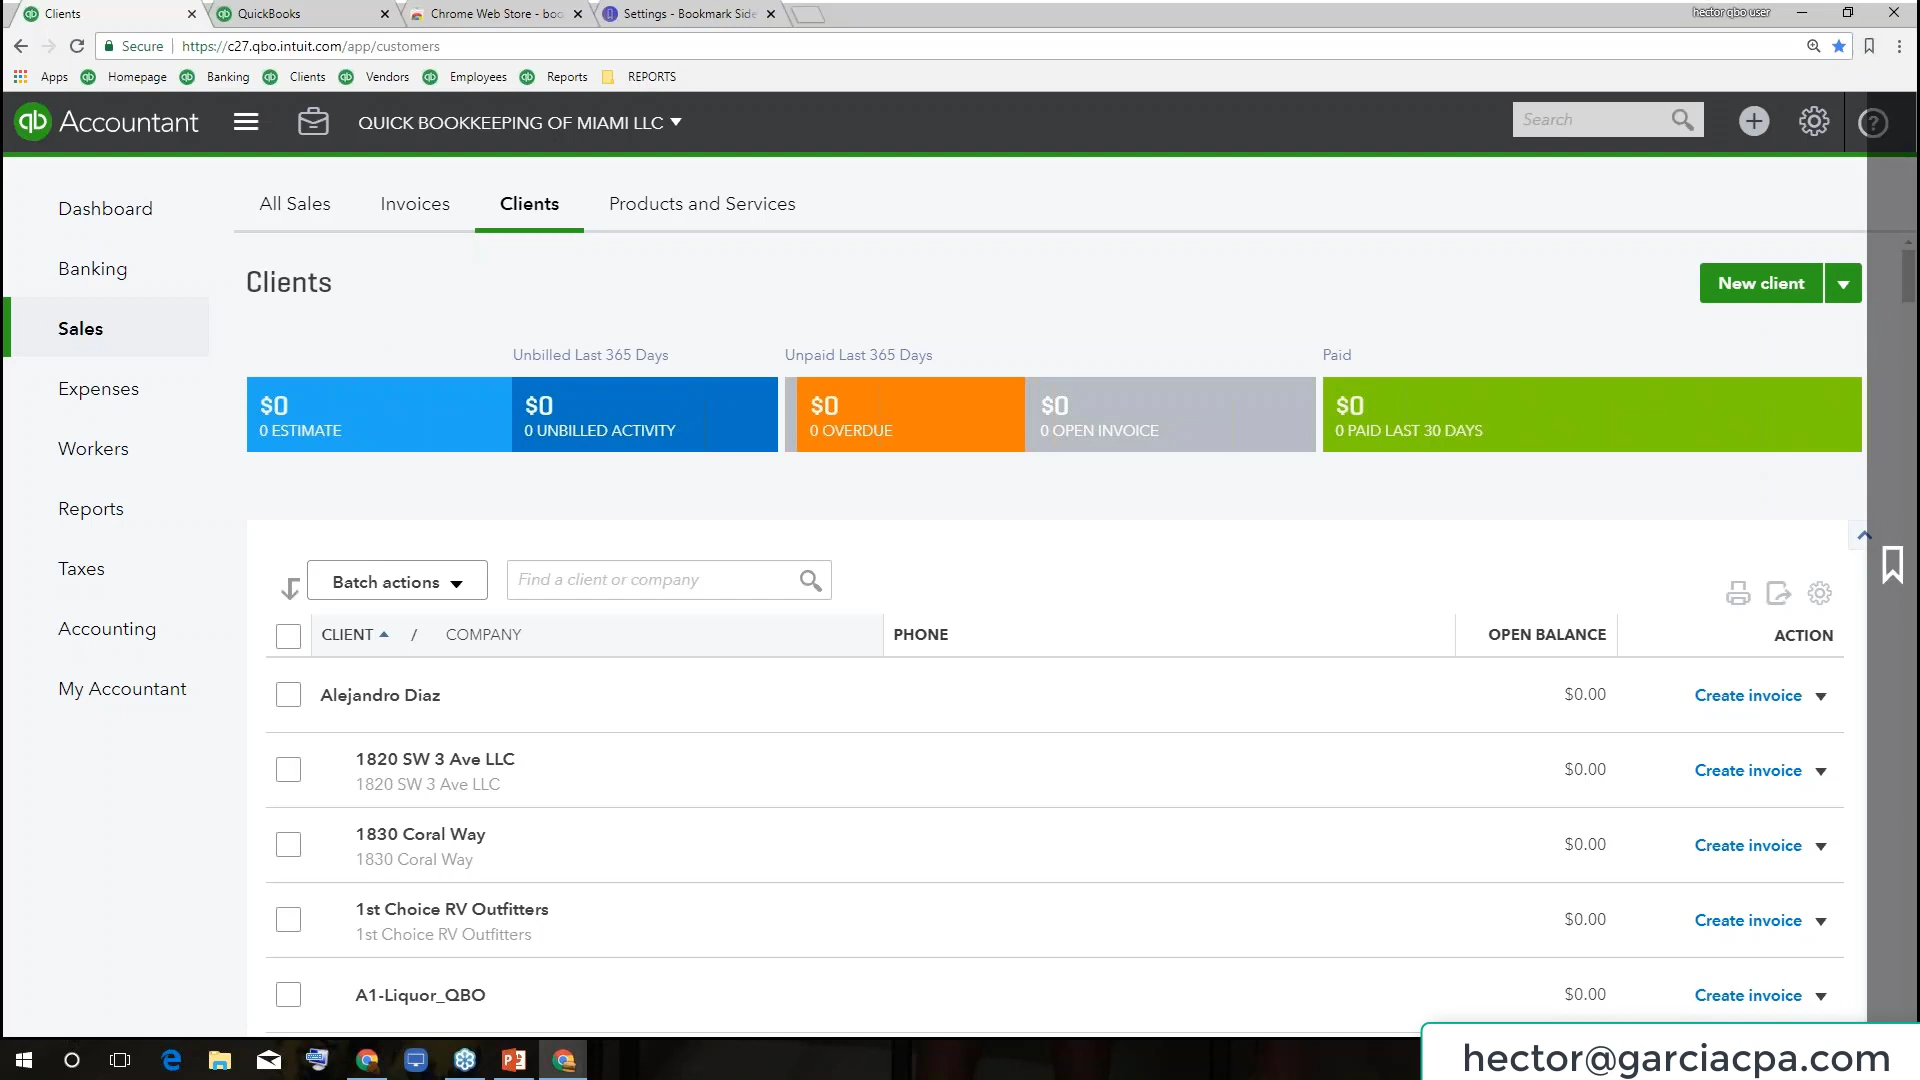 Clients
QuickBooks
Chrome Web Store - boo
Settings - Bookmark Side
hector qbo user
Secure | https://c27.qbo.intuit.com/app/customers
Apps
Homepage
Banking
Clients
Vendors
Employees
Reports
REPORTS
qb Accountant
QUICK BOOKKEEPING OF MIAMI LLC
Search
?
Dashboard
Banking
Sales
Expenses
Workers
Reports
Taxes
Accounting
My Accountant
All Sales
Invoices
Clients
Products and Services
Clients
New client
Unbilled Last 365 Days
Unpaid Last 365 Days
Paid
$0
0 ESTIMATE
$0
0 UNBILLED ACTIVITY
$0
0 OVERDUE
$0
0 OPEN INVOICE
$0
0 PAID LAST 30 DAYS
Batch actions
Find a client or company
CLIENT / COMPANY
PHONE
OPEN BALANCE
ACTION
Alejandro Diaz
$0.00
Create invoice
1820 SW 3 Ave LLC
1820 SW 3 Ave LLC
$0.00
Create invoice
1830 Coral Way
1830 Coral Way
$0.00
Create invoice
1st Choice RV Outfitters
1st Choice RV Outfitters
$0.00
Create invoice
A1-Liquor_QBO
$0.00
Create invoice
hector@garciacpa.com